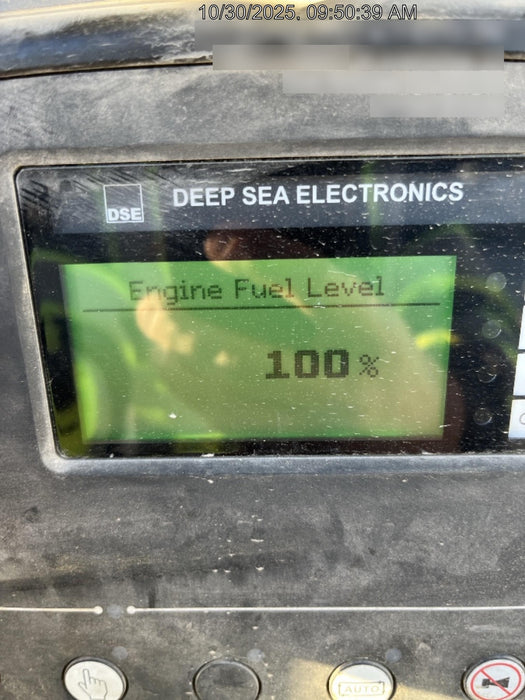 10/30/2025, 09:50:39 AM
DSE
DEEP SEA ELECTRONICS
Engine Fuel Level
100%
AUTO